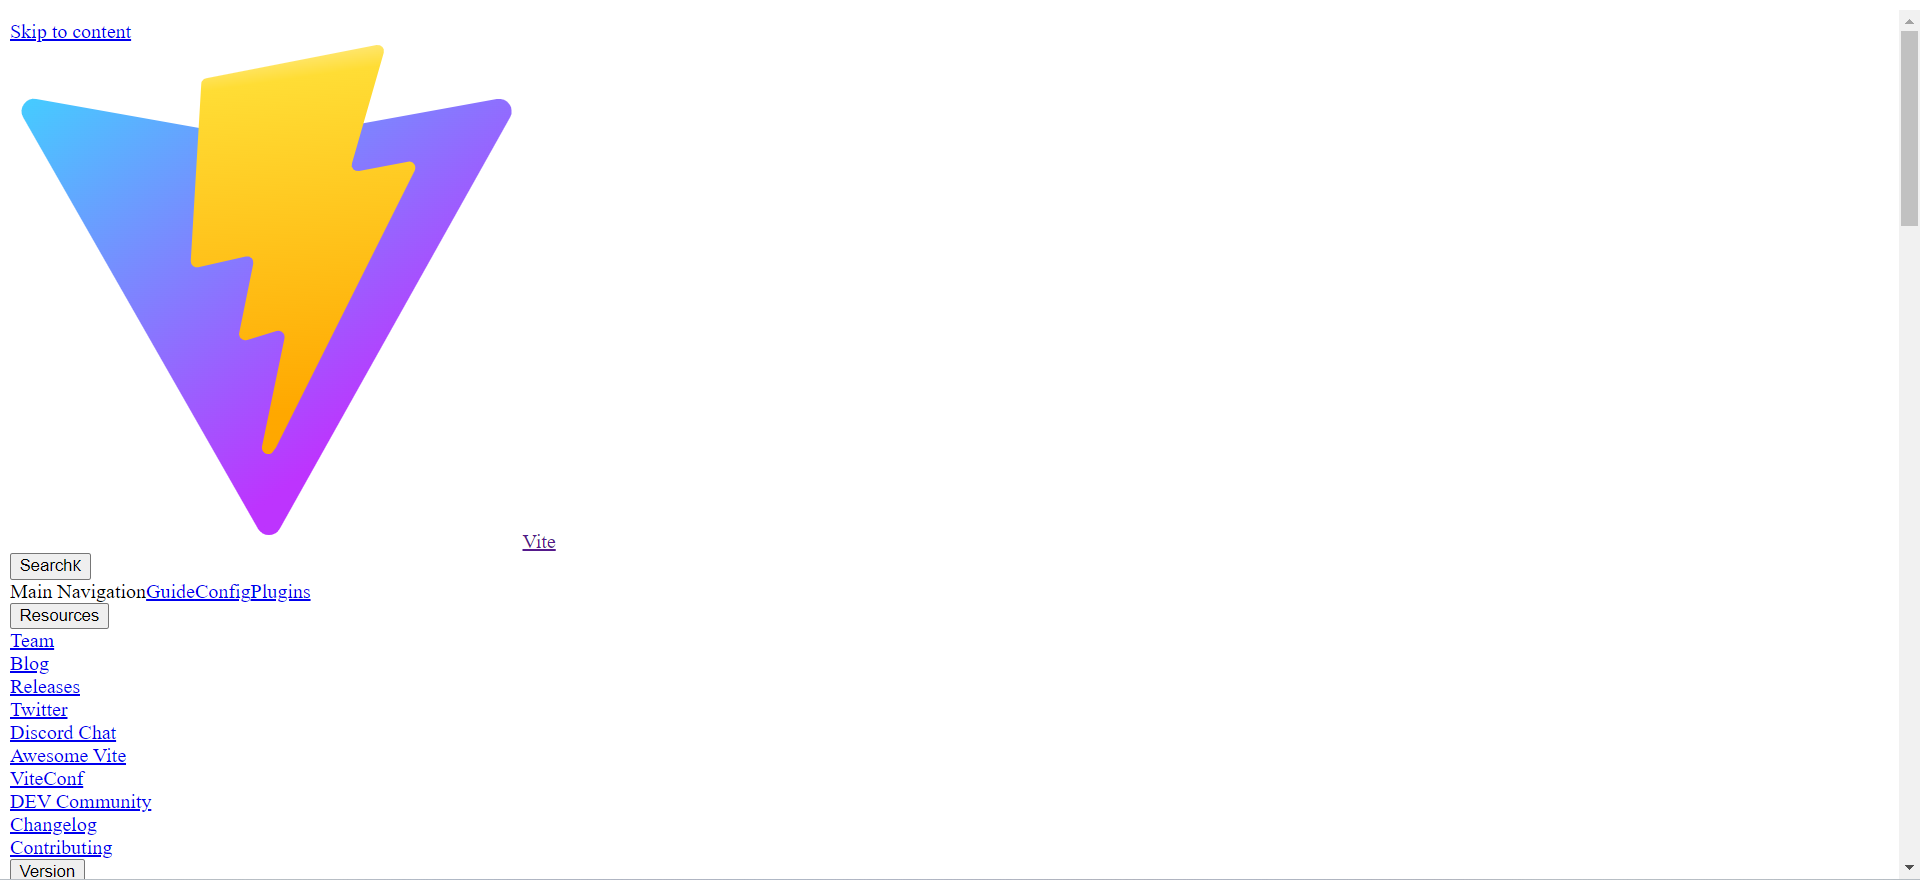 Skip to content
Vite
SearchK
Main NavigationGuideConfigPlugins
Resources
Team
Blog
Releases
Twitter
Discord Chat
Awesome Vite
ViteConf
DEV Community
Changelog
Contributing
Version